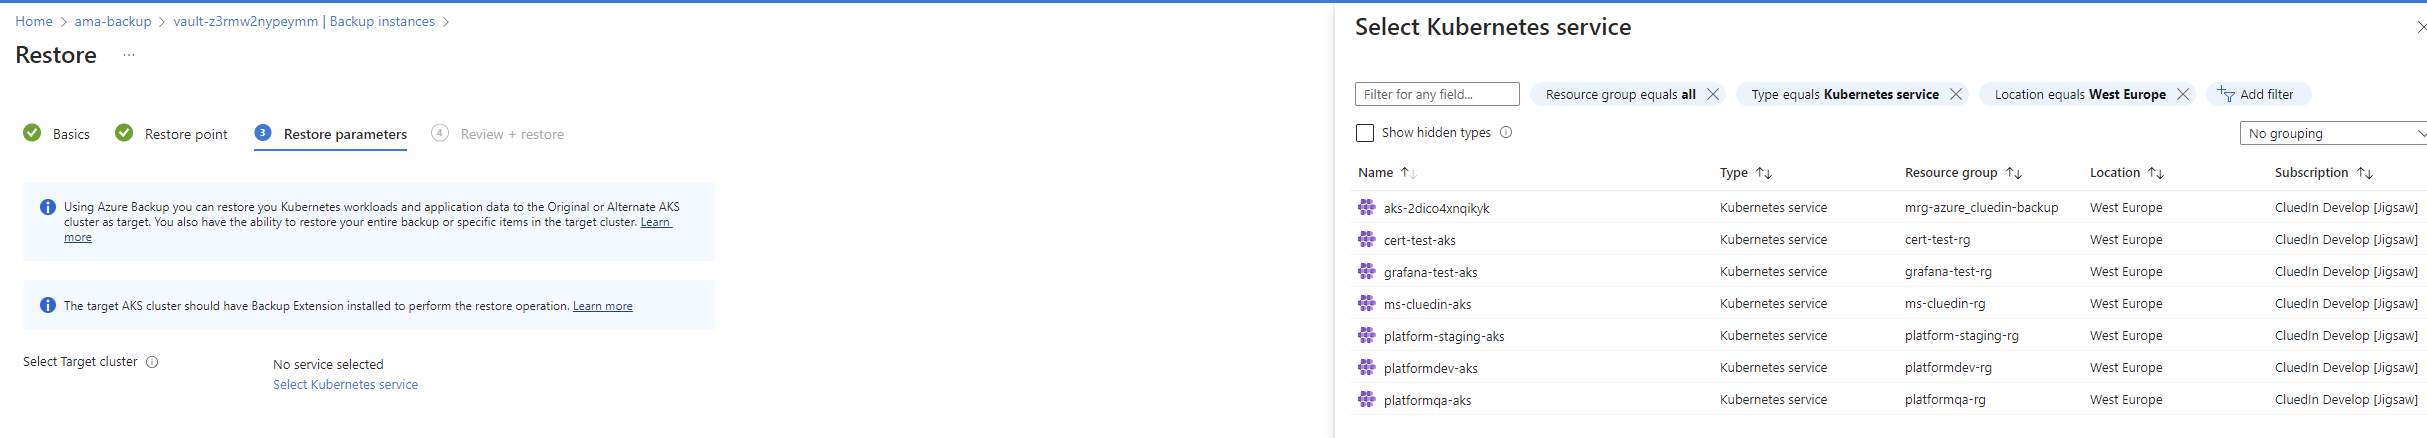 Home > ama-backup > vault-z3rmw2nypeymm | Backup instances >
Restore ...
Basics
Restore point
3 Restore parameters
4 Review + restore
Using Azure Backup you can restore you Kubernetes workloads and application data to the Original or Alternate AKS
cluster as target. You also have the ability to restore your entire backup or specific items in the target cluster. Learn
more
The target AKS cluster should have Backup Extension installed to perform the restore operation. Learn more
Select Target cluster
No service selected
Select Kubernetes service
Select Kubernetes service
Filter for any field...
Resource group equals all
Type equals Kubernetes service
Location equals West Europe
Add filter
Show hidden types
No grouping
Name Type Resource group Location Subscription
aks-2dico4xnqikyk Kubernetes service mrg-azure_cluedin-backup West Europe CluedIn Develop [Jigsaw]
cert-test-aks Kubernetes service cert-test-rg West Europe CluedIn Develop [Jigsaw]
grafana-test-aks Kubernetes service grafana-test-rg West Europe CluedIn Develop [Jigsaw]
ms-cluedin-aks Kubernetes service ms-cluedin-rg West Europe CluedIn Develop [Jigsaw]
platform-staging-aks Kubernetes service platform-staging-rg West Europe CluedIn Develop [Jigsaw]
platformdev-aks Kubernetes service platformdev-rg West Europe CluedIn Develop [Jigsaw]
platformqa-aks Kubernetes service platformqa-rg West Europe CluedIn Develop [Jigsaw]